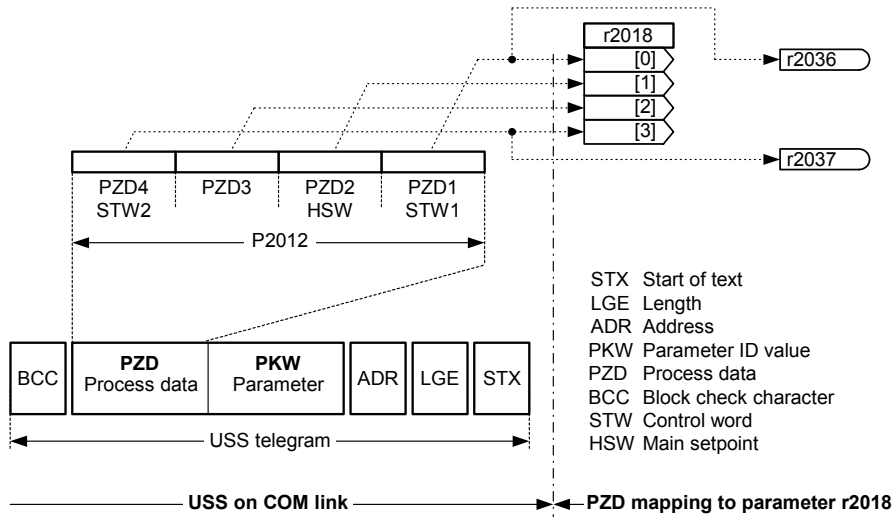 r2018
[0]
[1]
[2]
[3]
r2036
r2037
PZD4 PZD3 PZD2 PZD1
STW2 HSW STW1
P2012
STX Start of text
LGE Length
ADR Address
PKW Parameter ID value
PZD Process data
BCC Block check character
STW Control word
HSW Main setpoint
BCC PZD Process data PKW Parameter ADR LGE STX
USS telegram
USS on COM link
PZD mapping to parameter r2018